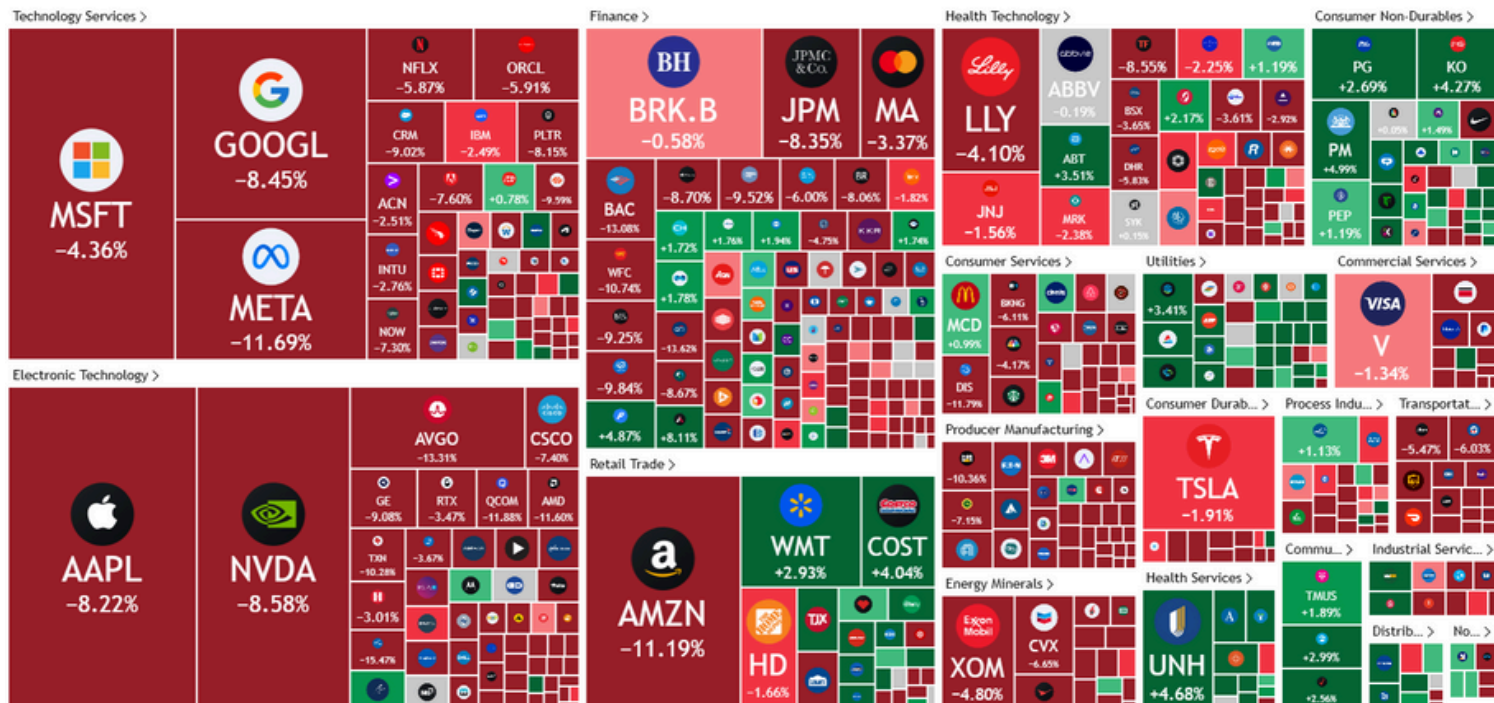 Technology Services >
MSFT
−4.36%
GOOGL
−8.45%
META
−11.69%
NFLX
−5.87%
ORCL
−5.91%
CRM
−9.02%
IBM
−2.49%
PLTR
−8.15%
ACN
−2.51%
−7.60%
+0.78%
−9.59%
INTU
−2.76%
NOW
−7.30%
Electronic Technology >
AAPL
−8.22%
NVDA
−8.58%
AVGO
−13.31%
CISCO
CSCO
−7.40%
GE
−9.08%
RTX
−3.47%
QCOM
−11.88%
AMD
−11.60%
TXN
−10.28%
−3.67%
−3.01%
−15.47%
Finance >
BH
BRK.B
−0.58%
JPMC
& CO.
JPM
−8.35%
MA
−3.37%
BAC
−13.08%
−8.70%
−9.52%
−6.00%
BR
−8.06%
−1.82%
CH
+1.72%
+1.76%
+1.94%
−4.75%
KKR
+1.74%
WFC
−10.74%
+1.78%
−9.25%
−13.62%
−9.84%
−8.67%
+4.87%
+8.11%
Aon
Retail Trade >
a
AMZN
−11.19%
WMT
+2.93%
Costco
COST
+4.04%
HD
−1.66%
TJX
Health Technology >
Lilly
LLY
−4.10%
abbvie
ABBV
−0.19%
TF
−8.55%
−2.25%
+1.19%
BSX
−3.65%
+2.17%
−3.61%
−2.92%
ABT
+3.51%
DHR
−5.83%
JNJ
−1.56%
MRK
−2.38%
SYK
+0.15%
Consumer Non-Durables >
PG
+2.69%
KO
+4.27%
PM
+4.99%
+0.05%
+1.49%
PEP
+1.19%
Consumer Services >
MCD
+0.99%
BKNG
−6.11%
−4.17%
DIS
−11.79%
Utilities >
+3.41%
Commercial Services >
VISA
V
−1.34%
Producer Manufacturing >
−10.36%
3M
−7.15%
Consumer Durab... >
TSLA
−1.91%
Process Indu... >
+1.13%
Transportat... >
−5.47%
−6.03%
Energy Minerals >
Exxon
Mobil
XOM
−4.80%
CVX
−6.65%
Health Services >
UNH
+4.68%
Commu... >
TMUS
+1.89%
+2.99%
+2.56%
Industrial Servic... >
Distrib... >
No... >